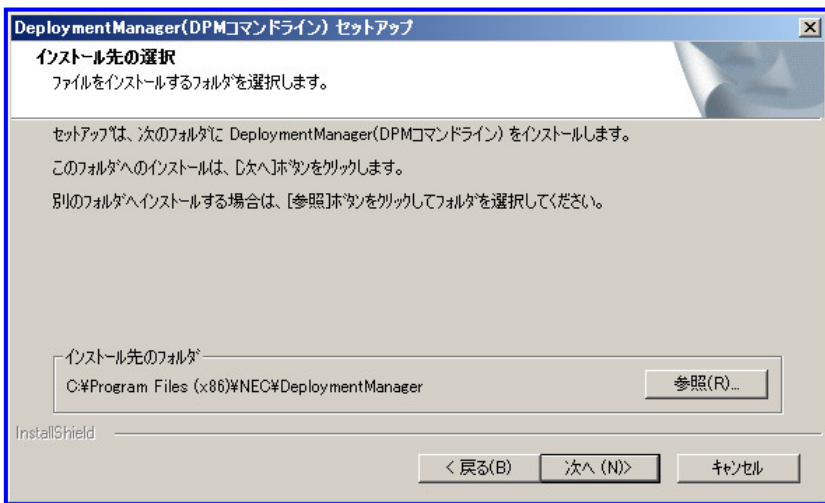 DeploymentManager(DPMコマンドライン) セットアップ
インストール先の選択
ファイルをインストールするフォルダを選択します。
セットアップは、次のフォルダに DeploymentManager(DPMコマンドライン) をインストールします。
このフォルダへのインストールは、[次へ]ボタンをクリックします。
別のフォルダへインストールする場合は、[参照]ボタンをクリックしてフォルダを選択してください。
インストール先のフォルダ
C:¥Program Files (x86)¥NEC¥DeploymentManager
参照(R)...
InstallShield
< 戻る(B)
次へ (N)>
キャンセル